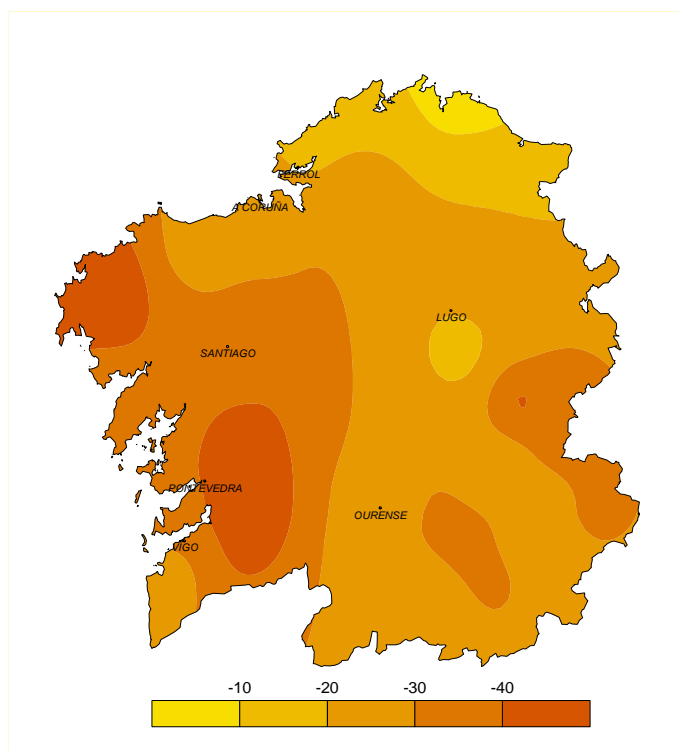 FERROL
A CORUÑA
LUGO
SANTIAGO
PONTEVEDRA
OURENSE
VIGO
-10 -20 -30 -40